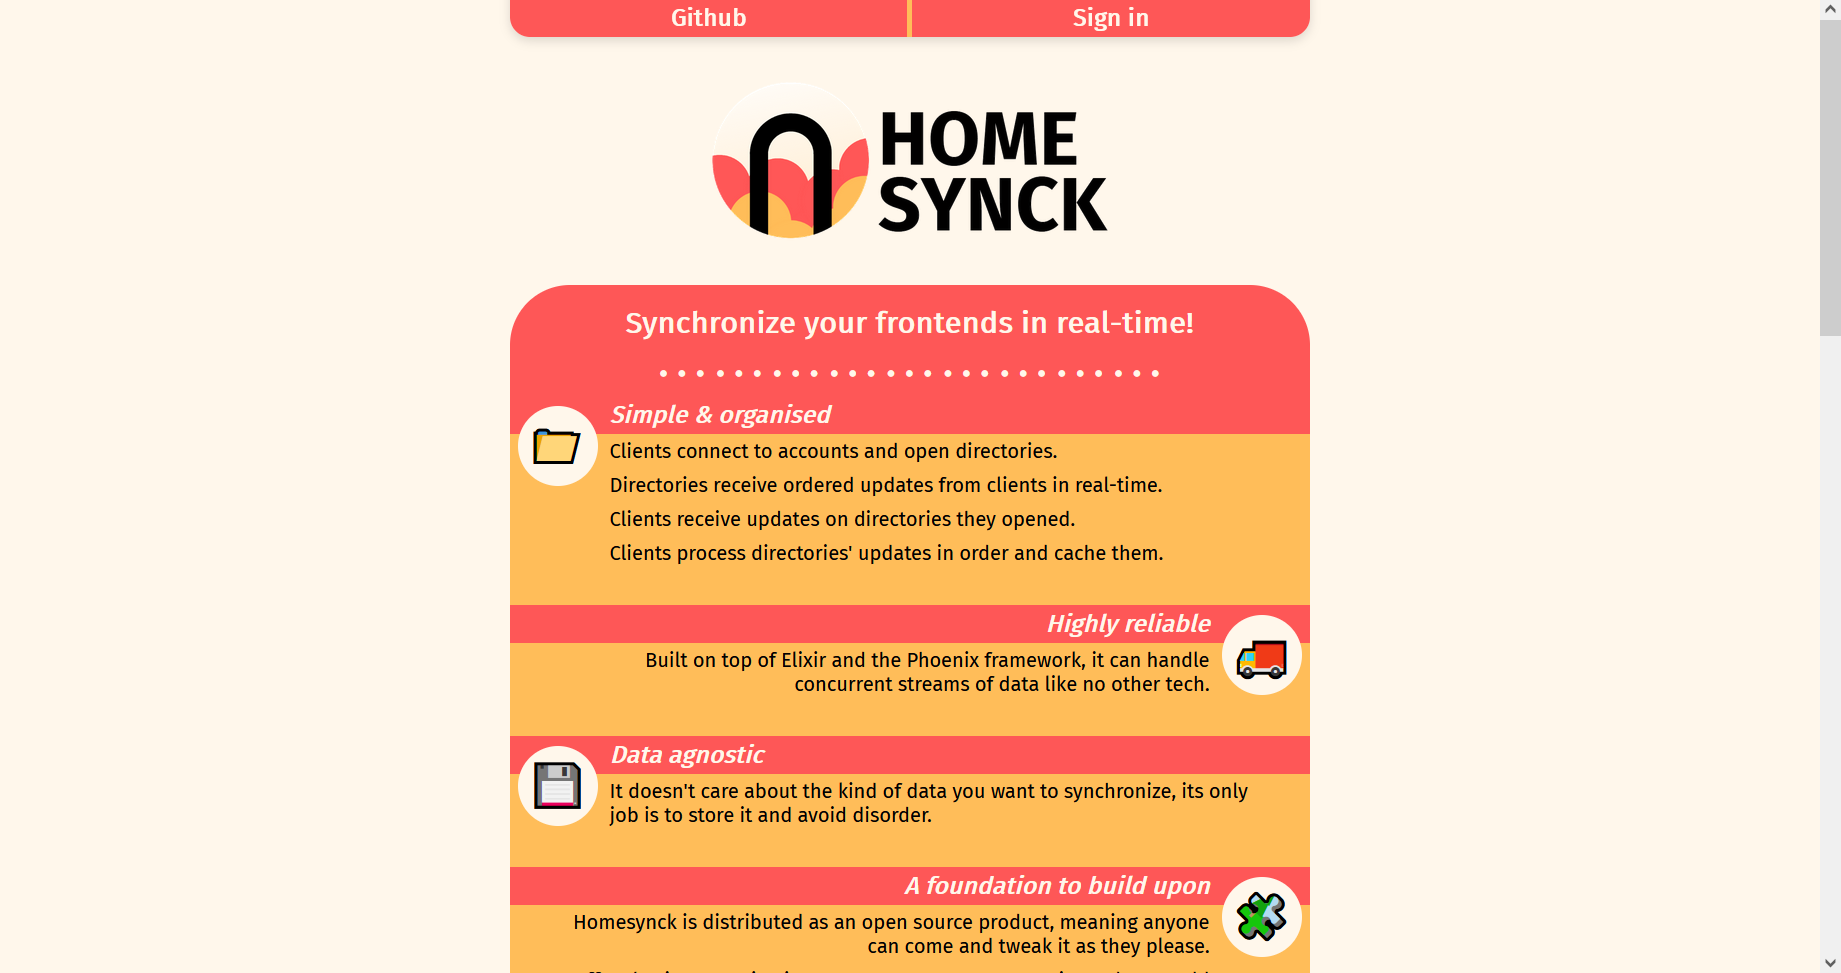 Github
Sign in
HOME
SYNCK
Synchronize your frontends in real-time!
Simple & organised
Clients connect to accounts and open directories.
Directories receive ordered updates from clients in real-time.
Clients receive updates on directories they opened.
Clients process directories' updates in order and cache them.
Highly reliable
Built on top of Elixir and the Phoenix framework, it can handle
concurrent streams of data like no other tech.
Data agnostic
It doesn't care about the kind of data you want to synchronize, its only
job is to store it and avoid disorder.
A foundation to build upon
Homesynck is distributed as an open source product, meaning anyone
can come and tweak it as they please.